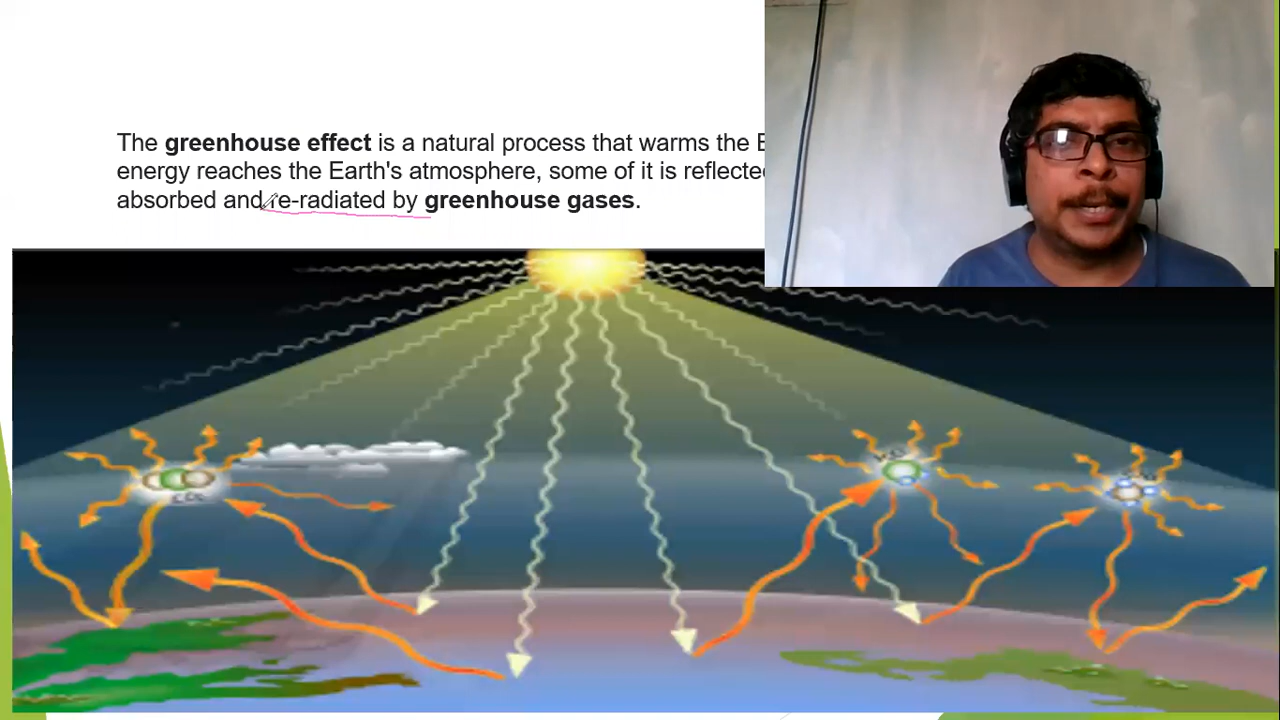 The greenhouse effect is a natural process that warms the
energy reaches the Earth's atmosphere, some of it is reflecte
absorbed and re-radiated by greenhouse gases.